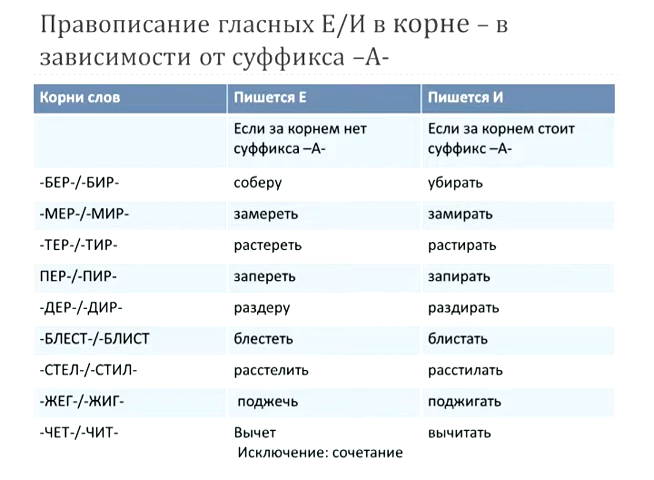 Правописание гласных Е/И в корне – в
зависимости от суффикса –А-
Корни слов Пишется Е Пишется И
Если за корнем нет Если за корнем стоит
суффикса –А- суффикс –А-
-БЕР-/-БИР- соберу убирать
-МЕР-/-МИР- замереть замирать
-ТЕР-/-ТИР- растереть растирать
ПЕР-/-ПИР- запереть запирать
-ДЕР-/-ДИР- раздеру раздирать
-БЛЕСТ-/-БЛИСТ блестеть блистать
-СТЕЛ-/-СТИЛ- расстелить расстилать
-ЖЕГ-/-ЖИГ- поджечь поджигать
-ЧЕТ-/-ЧИТ- Вычет вычитать
Исключение: сочетание